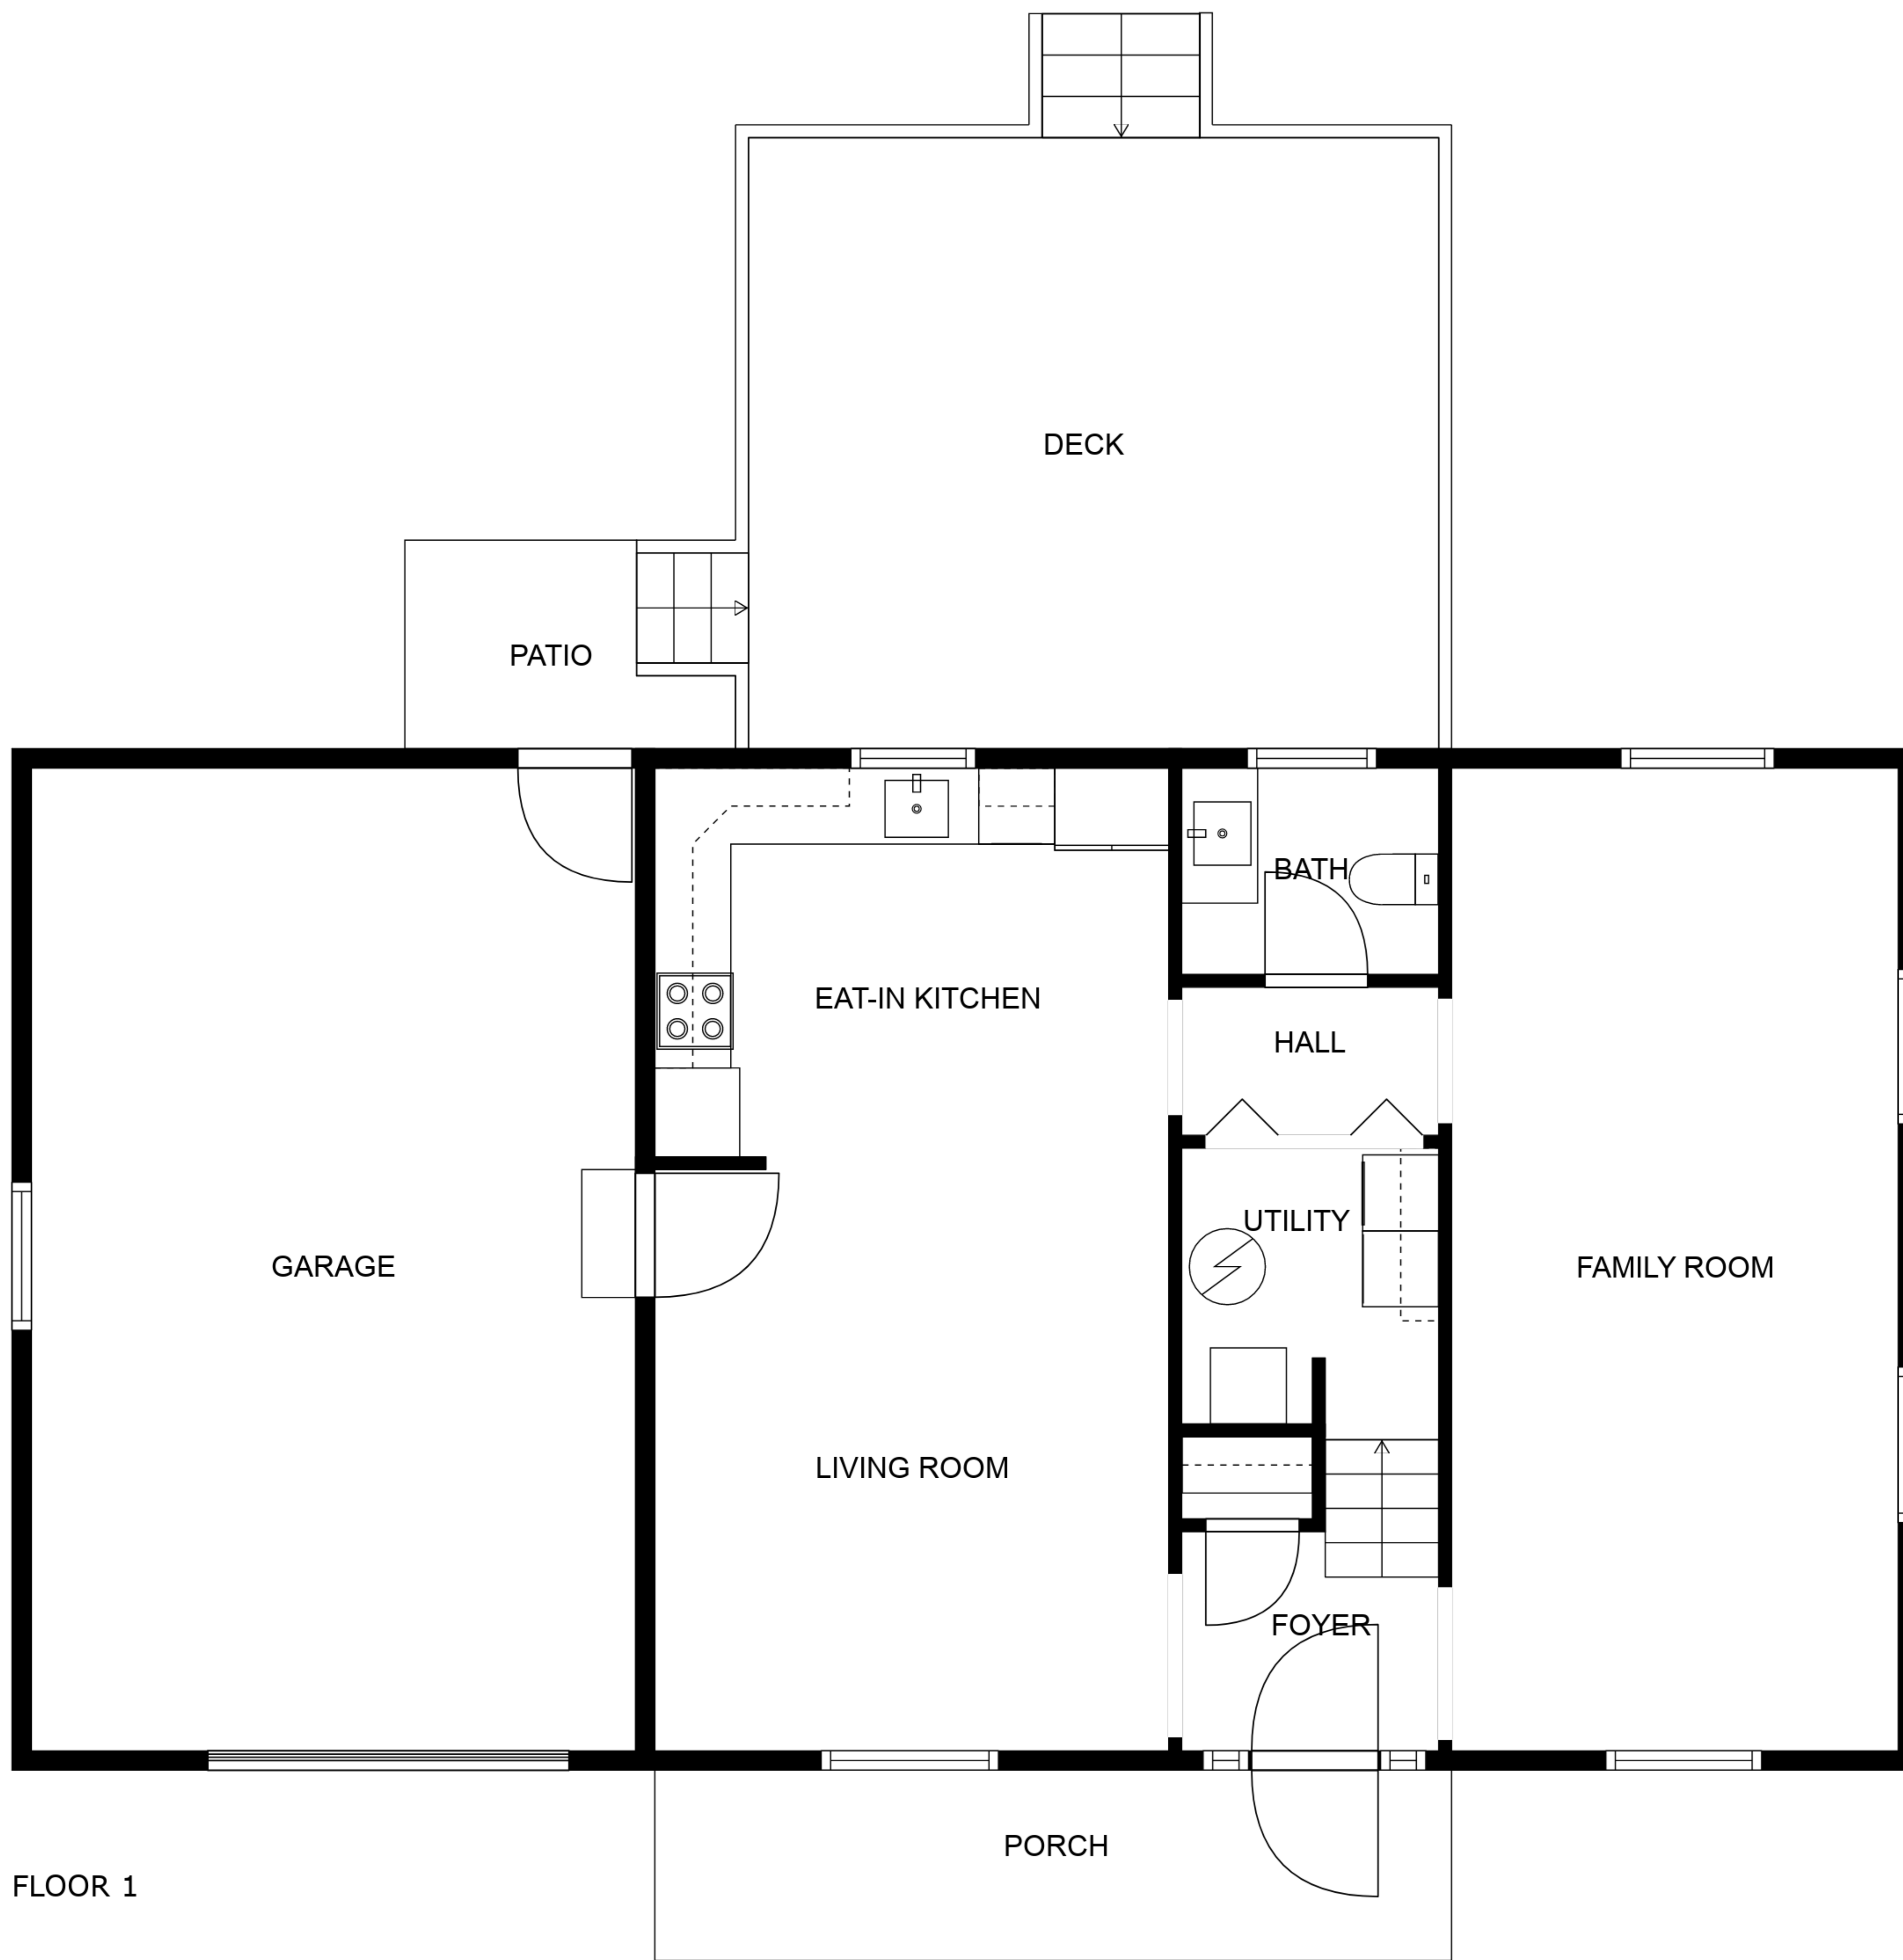 DECK
PATIO
BATH
EAT-IN KITCHEN
HALL
UTILITY
GARAGE
FAMILY ROOM
LIVING ROOM
FOYER
PORCH
FLOOR 1